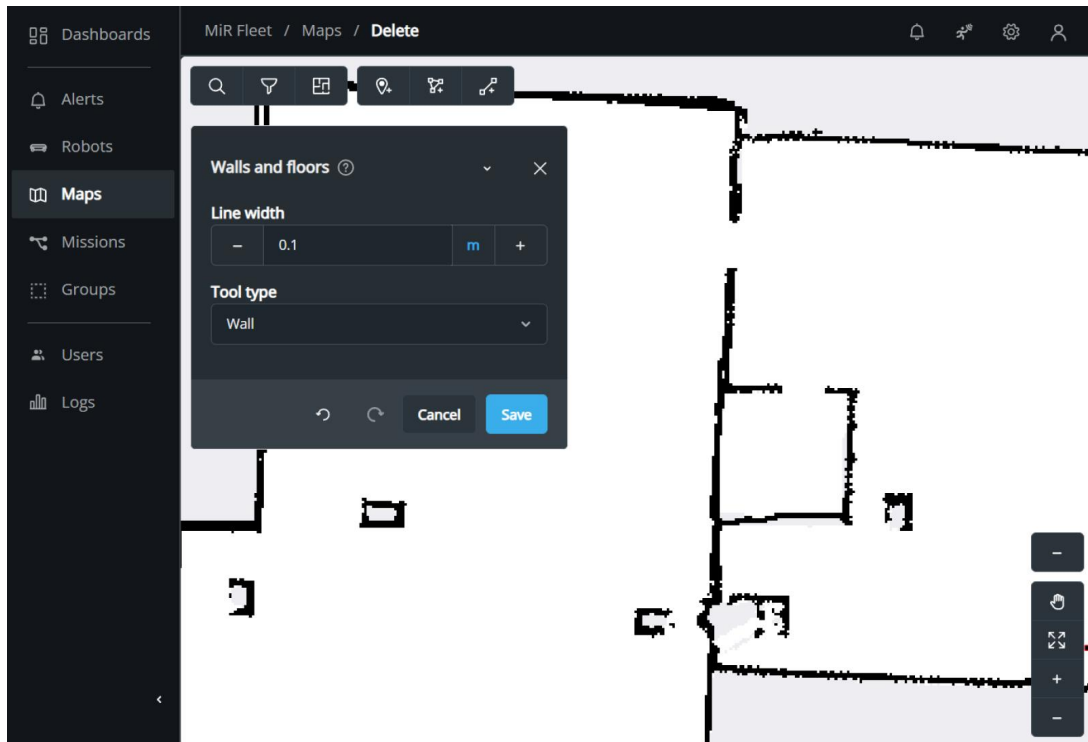 Dashboards
MiR Fleet / Maps / Delete
Alerts
Robots
Maps
Missions
Groups
Users
Logs
Walls and floors ?
Line width
− 0.1 m +
Tool type
Wall
Cancel Save